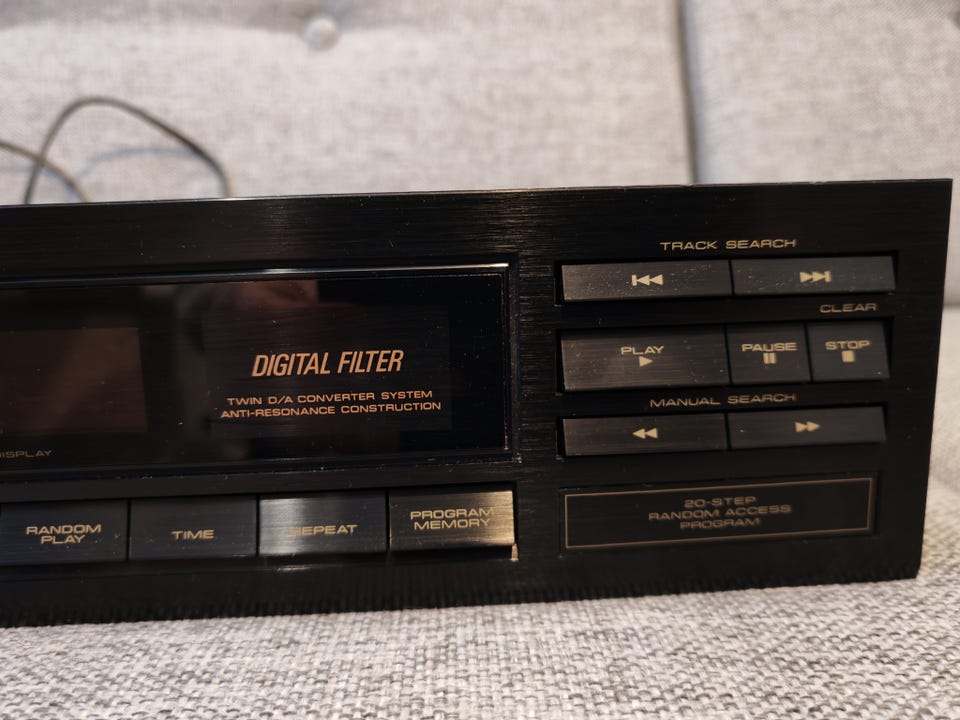 TRACK SEARCH
CLEAR
PLAY
PAUSE
STOP
MANUAL SEARCH
DIGITAL FILTER
TWIN D/A CONVERTER SYSTEM
ANTI-RESONANCE CONSTRUCTION
DISPLAY
RANDOM
PLAY
TIME
REPEAT
PROGRAM
MEMORY
20-STEP
RANDOM ACCESS
PROGRAM